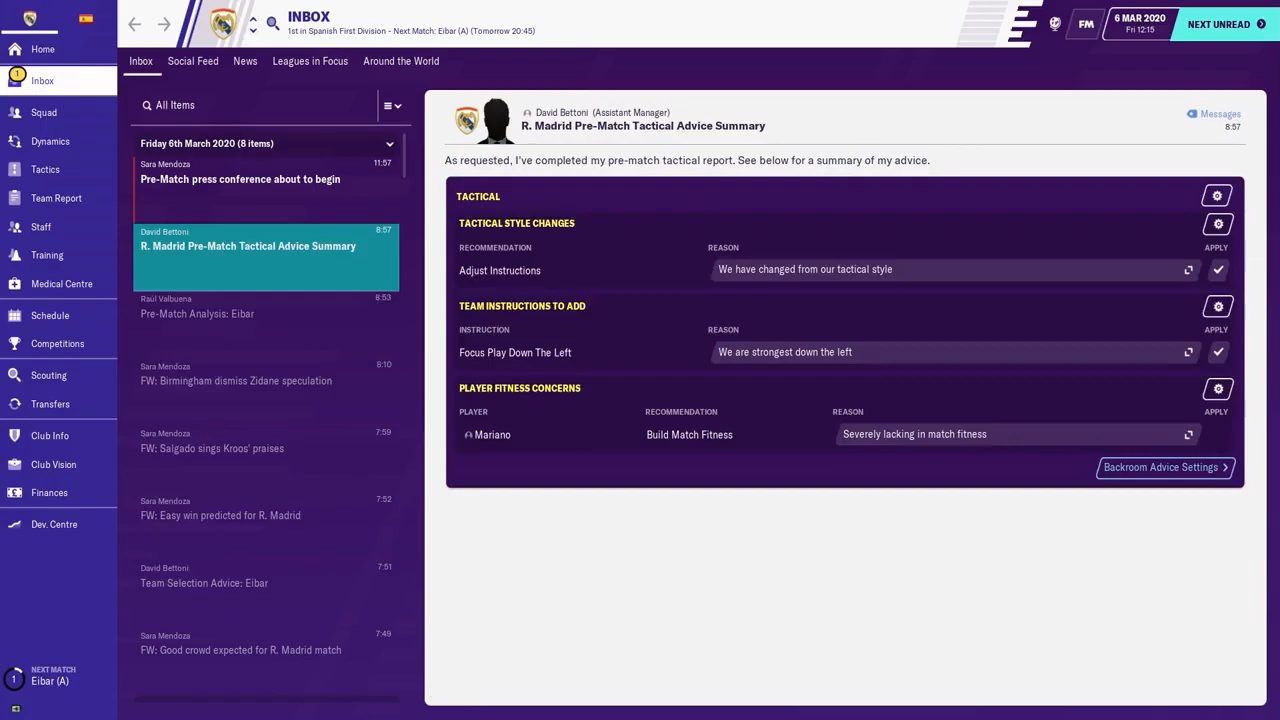 INBOX
1st in Spanish First Division - Next Match: Eibar (A) (Tomorrow 20:45)
FM
6 MAR 2020
Fri 12:15
NEXT UNREAD
Home
1
Inbox
Squad
Dynamics
Tactics
Team Report
Staff
Training
Medical Centre
Schedule
Competitions
Scouting
Transfers
Club Info
Club Vision
Finances
Dev. Centre
1
NEXT MATCH
Eibar (A)
Inbox
Social Feed
News
Leagues in Focus
Around the World
All Items
Friday 6th March 2020 (8 items)
Sara Mendoza 11:57
Pre-Match press conference about to begin
David Bettoni 8:57
R. Madrid Pre-Match Tactical Advice Summary
Raúl Valbuena 8:53
Pre-Match Analysis: Eibar
Sara Mendoza 8:10
FW: Birmingham dismiss Zidane speculation
Sara Mendoza 7:59
FW: Salgado sings Kroos' praises
Sara Mendoza 7:52
FW: Easy win predicted for R. Madrid
David Bettoni 7:51
Team Selection Advice: Eibar
Sara Mendoza 7:49
FW: Good crowd expected for R. Madrid match
David Bettoni (Assistant Manager)
R. Madrid Pre-Match Tactical Advice Summary
Messages
8:57
As requested, I've completed my pre-match tactical report. See below for a summary of my advice.
TACTICAL
TACTICAL STYLE CHANGES
RECOMMENDATION REASON APPLY
Adjust Instructions We have changed from our tactical style
TEAM INSTRUCTIONS TO ADD
INSTRUCTION REASON APPLY
Focus Play Down The Left We are strongest down the left
PLAYER FITNESS CONCERNS
PLAYER RECOMMENDATION REASON APPLY
Mariano Build Match Fitness Severely lacking in match fitness
Backroom Advice Settings